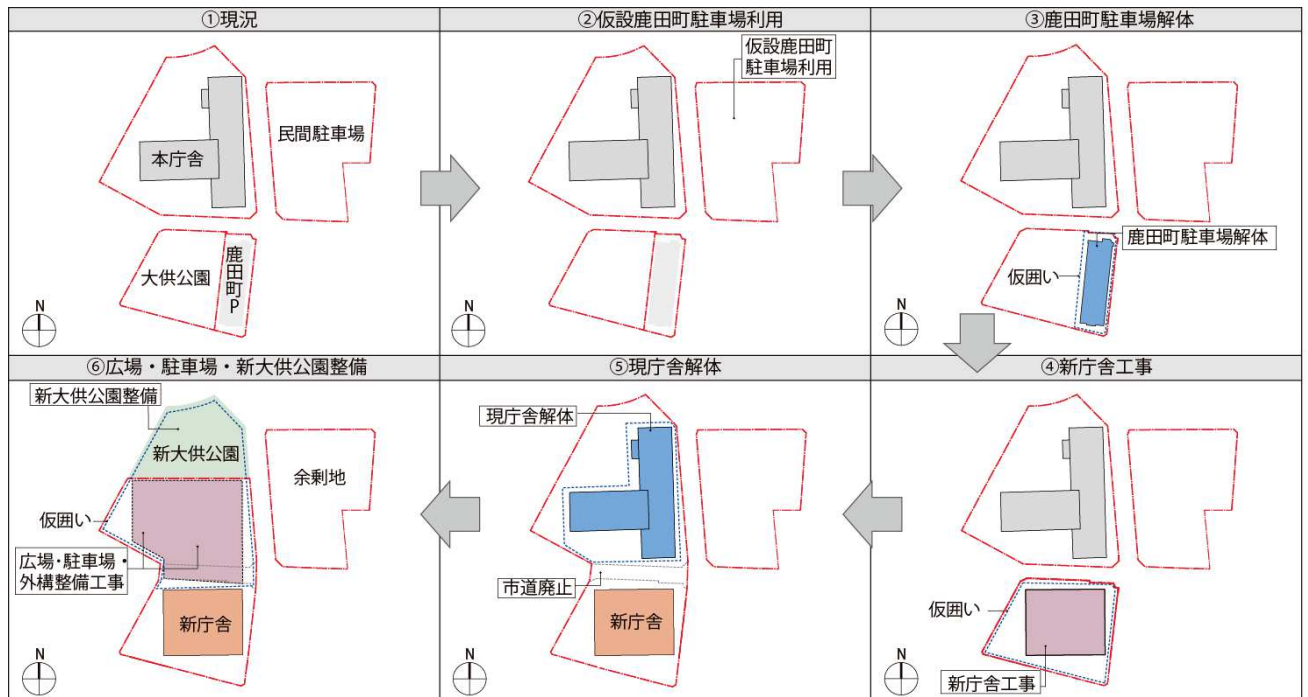 ①現況
民間駐車場
本庁舎
大供公園
鹿田町P
N
②仮設鹿田町駐車場利用
仮設鹿田町
駐車場利用
N
③鹿田町駐車場解体
鹿田町駐車場解体
仮囲い
N
④新庁舎工事
仮囲い
新庁舎工事
N
⑤現庁舎解体
現庁舎解体
市道廃止
新庁舎
N
⑥広場・駐車場・新大供公園整備
新大供公園整備
新大供公園
余剰地
仮囲い
広場・駐車場・
外構整備工事
新庁舎
N